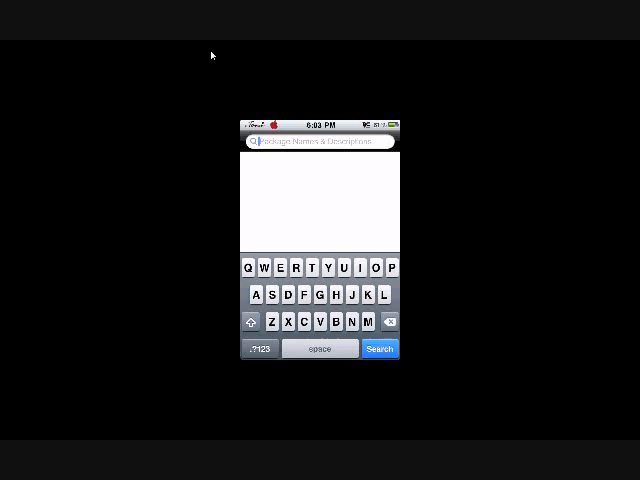 6:03 PM
Package Names & Descriptions
Q W E R T Y U I O P
A S D F G H J K L
Z X C V B N M
.?123 space Search